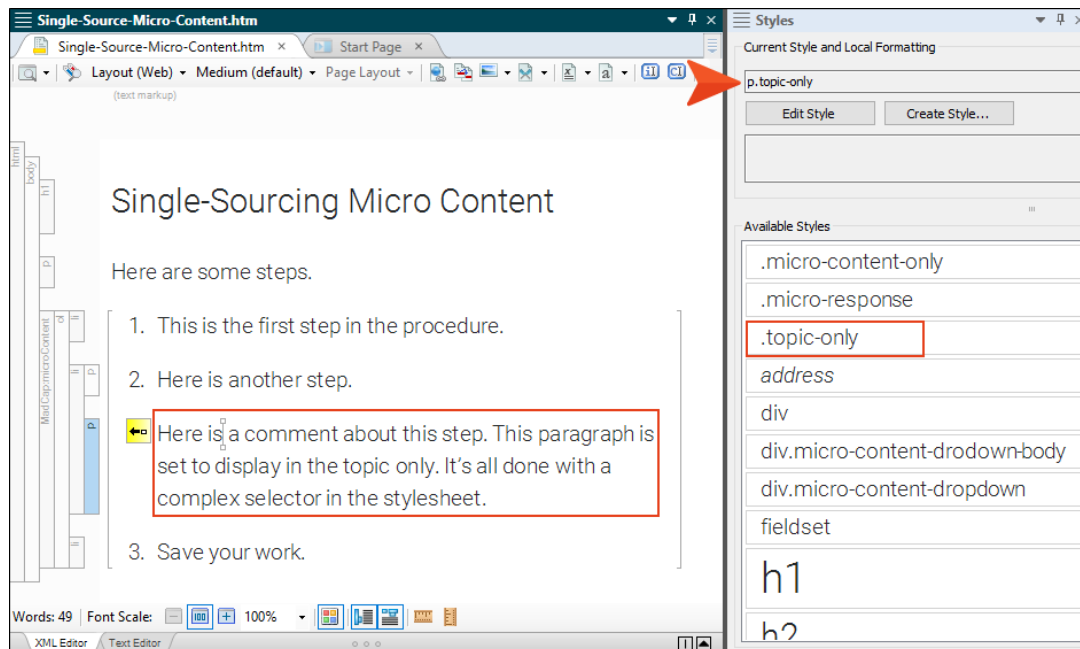 Single-Source-Micro-Content.htm
Single-Source-Micro-Content.htm × Start Page ×
Layout (Web) Medium (default) Page Layout
(text markup)
html
body
h1
p
MadCap:microContent
ol
li
li
p
p
li
Single-Sourcing Micro Content
Here are some steps.
1. This is the first step in the procedure.
2. Here is another step.
Here is a comment about this step. This paragraph is
set to display in the topic only. It’s all done with a
complex selector in the stylesheet.
3. Save your work.
Words: 49 Font Scale: 100 100%
XML Editor Text Editor
Styles
Current Style and Local Formatting
p.topic-only
Edit Style Create Style...
Available Styles
.micro-content-only
.micro-response
.topic-only
address
div
div.micro-content-drodown-body
div.micro-content-dropdown
fieldset
h1
h2